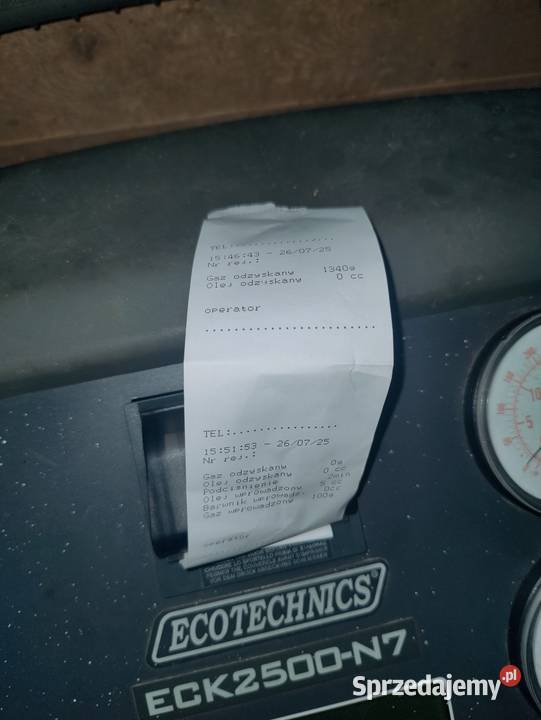 TEL:..................
15:46:43 - 26/07/25
Nr rej.:
Gaz odzyskany 1340g
Olej odzyskany 0 cc
operator
..........................
TEL:................
15:51:53 - 26/07/25
Nr rej.:
Gaz odzyskany 0g
Olej odzyskany 0 cc
Podcisnienie 2min
Olej wprowadzony 5 cc
Barwnik wprowadz. 0cc
Gaz wprowadzony 100g
operator
ECOTECHNICS®
ECK2500-N7
Sprzedajemy.pl